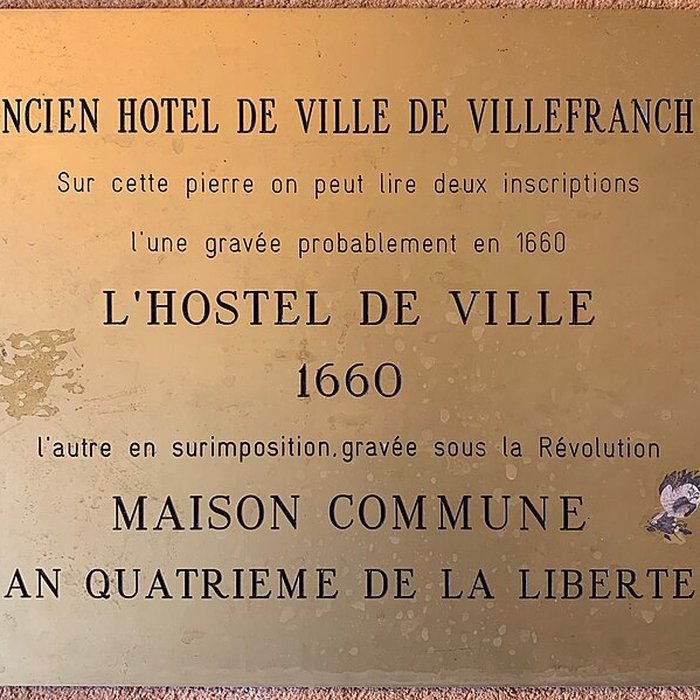 NCIEN HOTEL DE VILLE DE VILLEFRANCH
Sur cette pierre on peut lire deux inscriptions
l'une gravée probablement en 1660
L'HOSTEL DE VILLE
1660
l'autre en surimposition,gravée sous la Révolution
MAISON COMMUNE
AN QUATRIEME DE LA LIBERTE